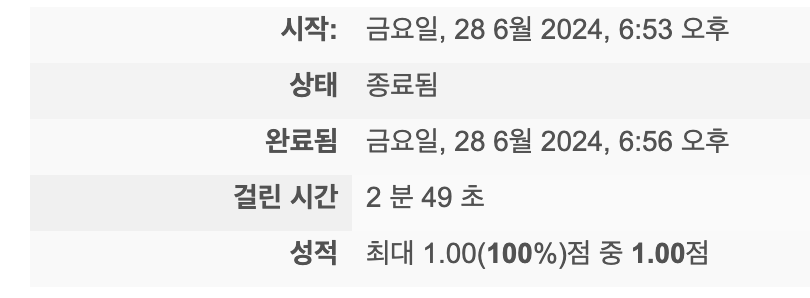 시작: 금요일, 28 6월 2024, 6:53 오후
상태 종료됨
완료됨 금요일, 28 6월 2024, 6:56 오후
걸린 시간 2 분 49 초
성적 최대 1.00(100%)점 중 1.00점